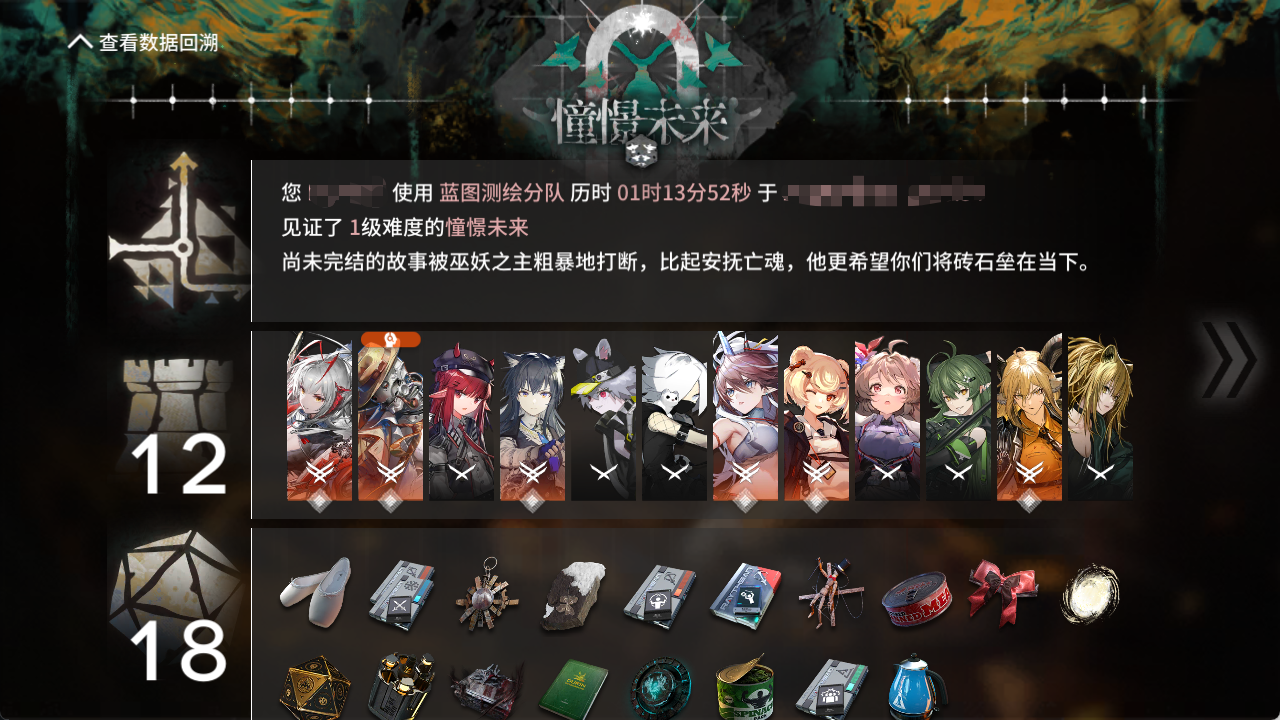 查看数据回溯
憧憬未来
您 使用 蓝图测绘分队 历时 01时13分52秒 于
见证了 1级难度的憧憬未来
尚未完结的故事被巫妖之主粗暴地打断，比起安抚亡魂，他更希望你们将砖石垒在当下。
12
18